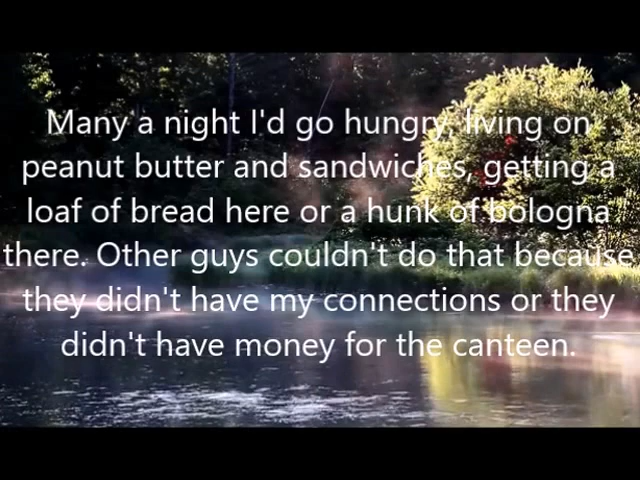 Many a night I'd go hungry, living on
peanut butter and sandwiches, getting a
loaf of bread here or a hunk of bologna
there. Other guys couldn't do that because
they didn't have my connections or they
didn't have money for the canteen.